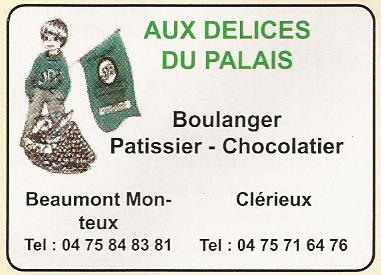 AUX DELICES
DU PALAIS
Boulanger
Patissier - Chocolatier
Beaumont Mon-
teux
Tel : 04 75 84 83 81
Clérieux
Tel : 04 75 71 64 76